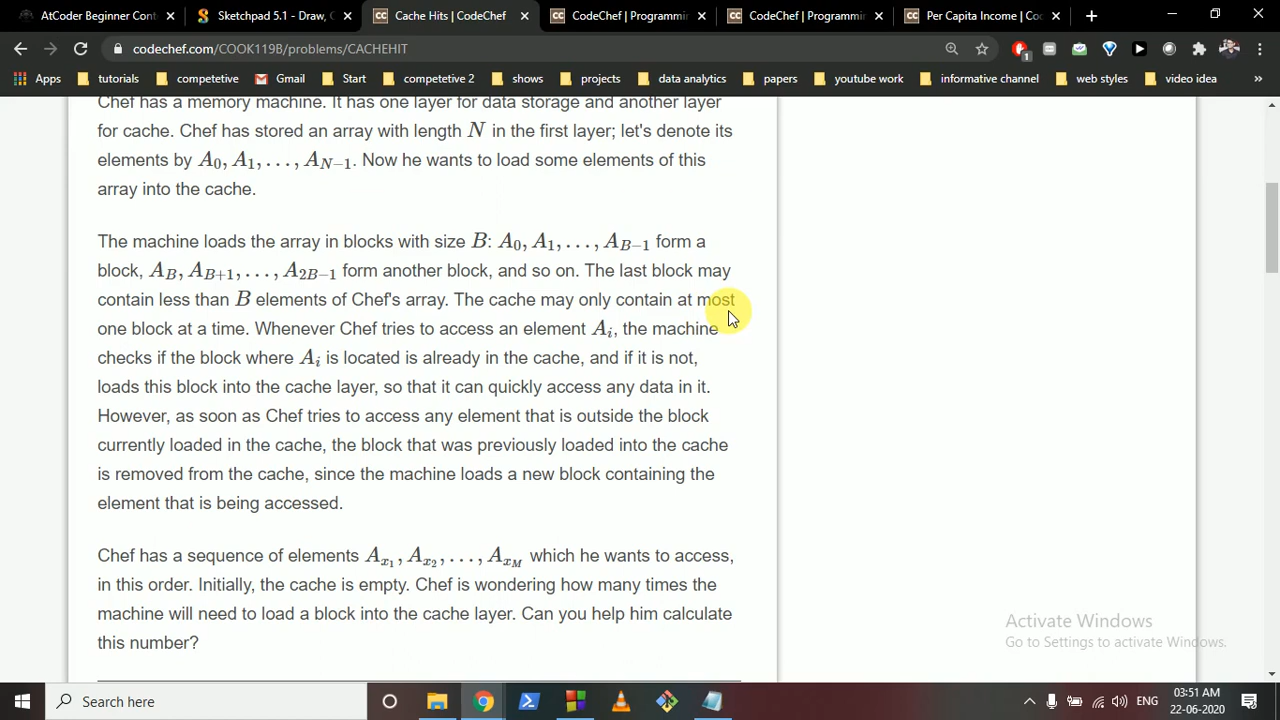 AtCoder Beginner Cont
Sketchpad 5.1 - Draw, C
Cache Hits | CodeChef
CodeChef | Programmin
CodeChef | Programmin
Per Capita Income | Co
codechef.com/COOK119B/problems/CACHEHIT
1
Apps
tutorials
competetive
Gmail
Start
competetive 2
shows
projects
data analytics
papers
youtube work
informative channel
web styles
video idea
»
Chef has a memory machine. It has one layer for data storage and another layer
for cache. Chef has stored an array with length N in the first layer; let's denote its
elements by A0, A1, …, AN−1. Now he wants to load some elements of this
array into the cache.
The machine loads the array in blocks with size B: A0, A1, …, AB−1 form a
block, AB, AB+1, …, A2B−1 form another block, and so on. The last block may
contain less than B elements of Chef's array. The cache may only contain at most
one block at a time. Whenever Chef tries to access an element Ai, the machine
checks if the block where Ai is located is already in the cache, and if it is not,
loads this block into the cache layer, so that it can quickly access any data in it.
However, as soon as Chef tries to access any element that is outside the block
currently loaded in the cache, the block that was previously loaded into the cache
is removed from the cache, since the machine loads a new block containing the
element that is being accessed.
Chef has a sequence of elements Ax1, Ax2, …, AxM which he wants to access,
in this order. Initially, the cache is empty. Chef is wondering how many times the
machine will need to load a block into the cache layer. Can you help him calculate
this number?
Activate Windows
Go to Settings to activate Windows.
Search here
ENG
03:51 AM
22-06-2020